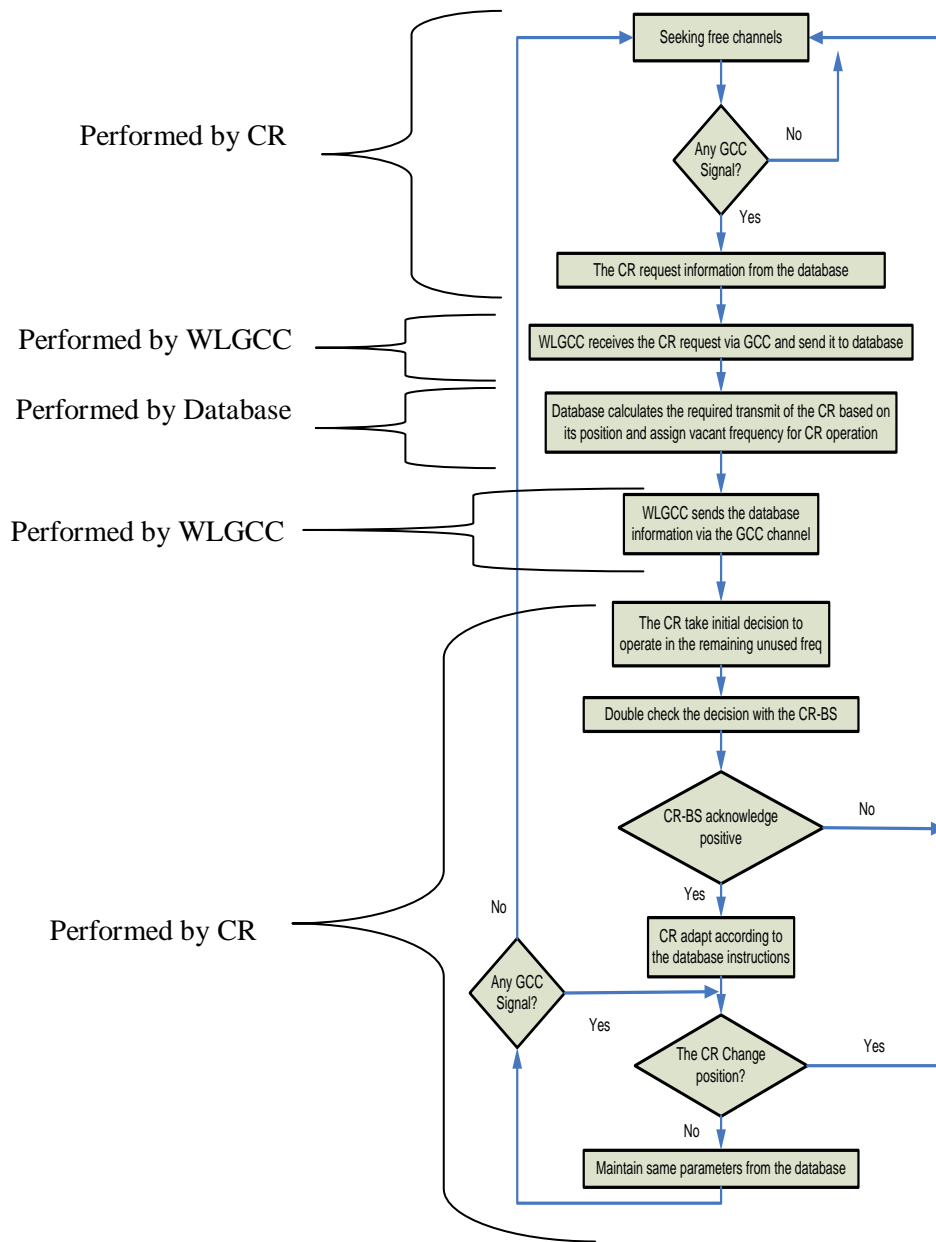 Seeking free channels
Performed by CR
No
Any GCC
Signal?
Yes
The CR request information from the database
Performed by WLGCC
WLGCC receives the CR request via GCC and send it to database
Performed by Database
Database calculates the required transmit of the CR based on
its position and assign vacant frequency for CR operation
Performed by WLGCC
WLGCC sends the database
information via the GCC channel
The CR take initial decision to
operate in the remaining unused freq
Double check the decision with the CR-BS
CR-BS acknowledge
positive
No
Yes
No
Performed by CR
CR adapt according to
the database instructions
Any GCC
Signal?
Yes
The CR Change
position?
Yes
No
Maintain same parameters from the database